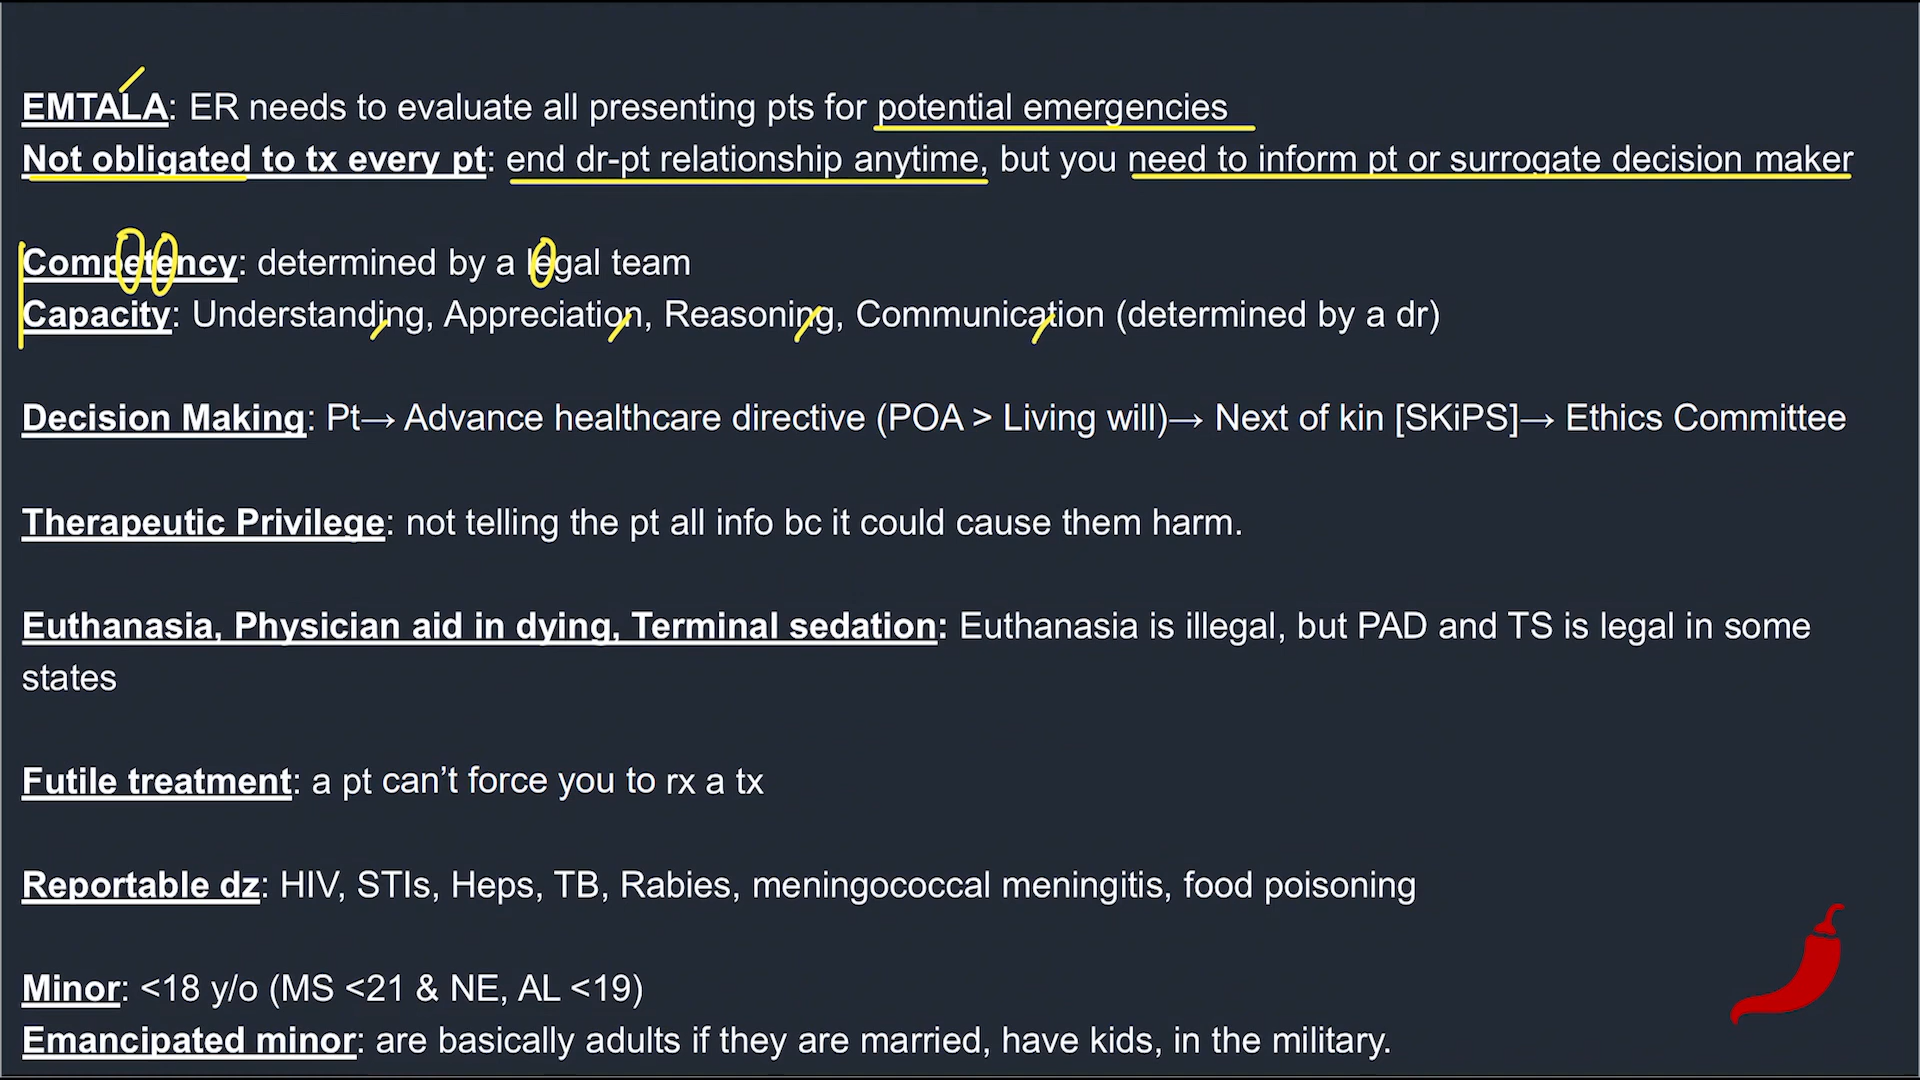 EMTALA: ER needs to evaluate all presenting pts for potential emergencies
Not obligated to tx every pt: end dr-pt relationship anytime, but you need to inform pt or surrogate decision maker
Competency: determined by a legal team
Capacity: Understanding, Appreciation, Reasoning, Communication (determined by a dr)
Decision Making: Pt→ Advance healthcare directive (POA > Living will)→ Next of kin [SKiPS]→ Ethics Committee
Therapeutic Privilege: not telling the pt all info bc it could cause them harm.
Euthanasia, Physician aid in dying, Terminal sedation: Euthanasia is illegal, but PAD and TS is legal in some
states
Futile treatment: a pt can’t force you to rx a tx
Reportable dz: HIV, STIs, Heps, TB, Rabies, meningococcal meningitis, food poisoning
Minor: <18 y/o (MS <21 & NE, AL <19)
Emancipated minor: are basically adults if they are married, have kids, in the military.